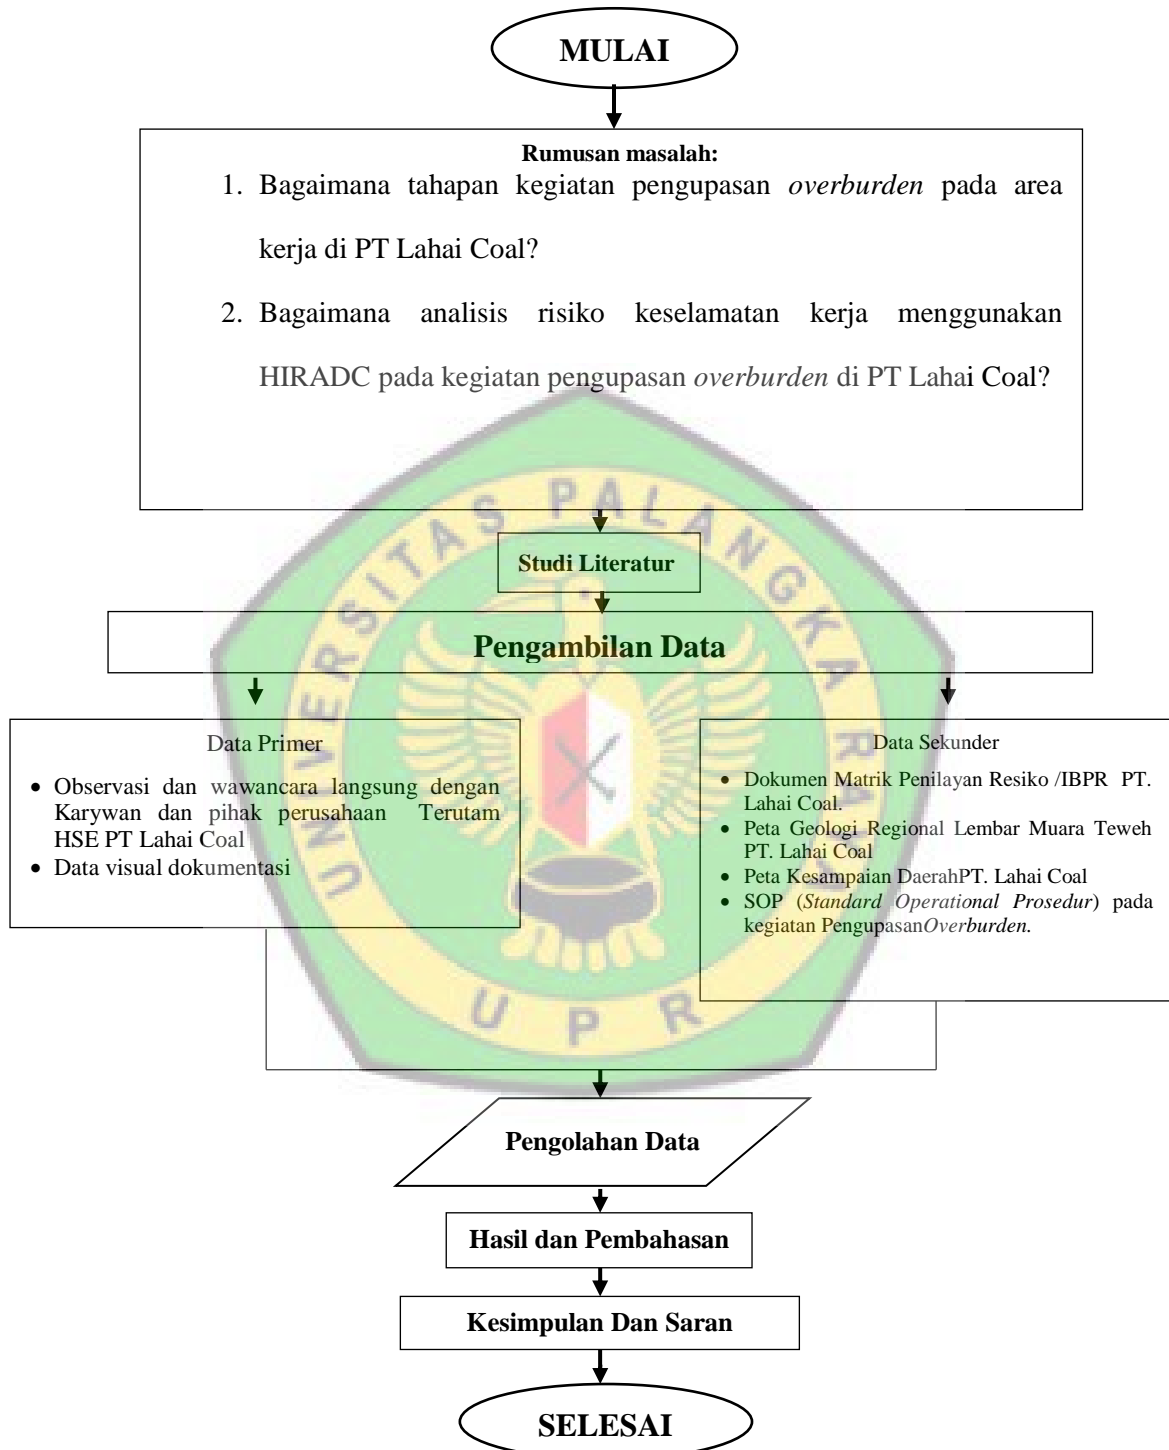 MULAI
Rumusan masalah:
1. Bagaimana tahapan kegiatan pengupasan overburden pada area
kerja di PT Lahai Coal?
2. Bagaimana analisis risiko keselamatan kerja menggunakan
HIRADC pada kegiatan pengupasan overburden di PT Lahai Coal?
UNIVERSITAS PALANGKA RAYA
Studi Literatur
Pengambilan Data
Data Primer
• Observasi dan wawancara langsung dengan
Karywan dan pihak perusahaan Terutam
HSE PT Lahai Coal
• Data visual dokumentasi
Data Sekunder
• Dokumen Matrik Penilayan Resiko /IBPR PT.
Lahai Coal.
• Peta Geologi Regional Lembar Muara Teweh
PT. Lahai Coal
• Peta Kesampaian DaerahPT. Lahai Coal
• SOP (Standard Operational Prosedur) pada
kegiatan PengupasanOverburden.
U P R
Pengolahan Data
Hasil dan Pembahasan
Kesimpulan Dan Saran
SELESAI